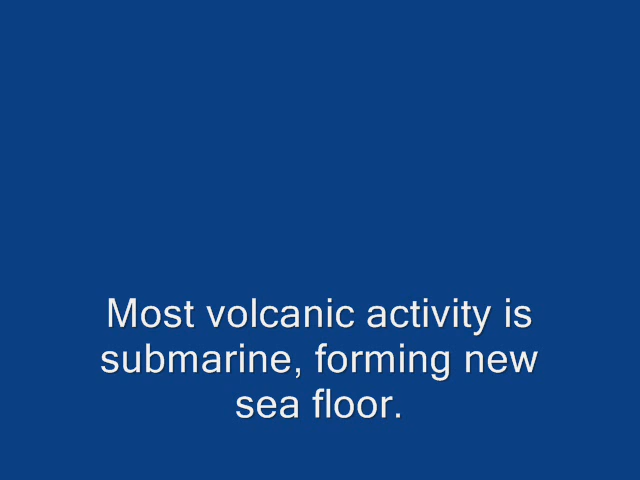 Most volcanic activity is
submarine, forming new
sea floor.